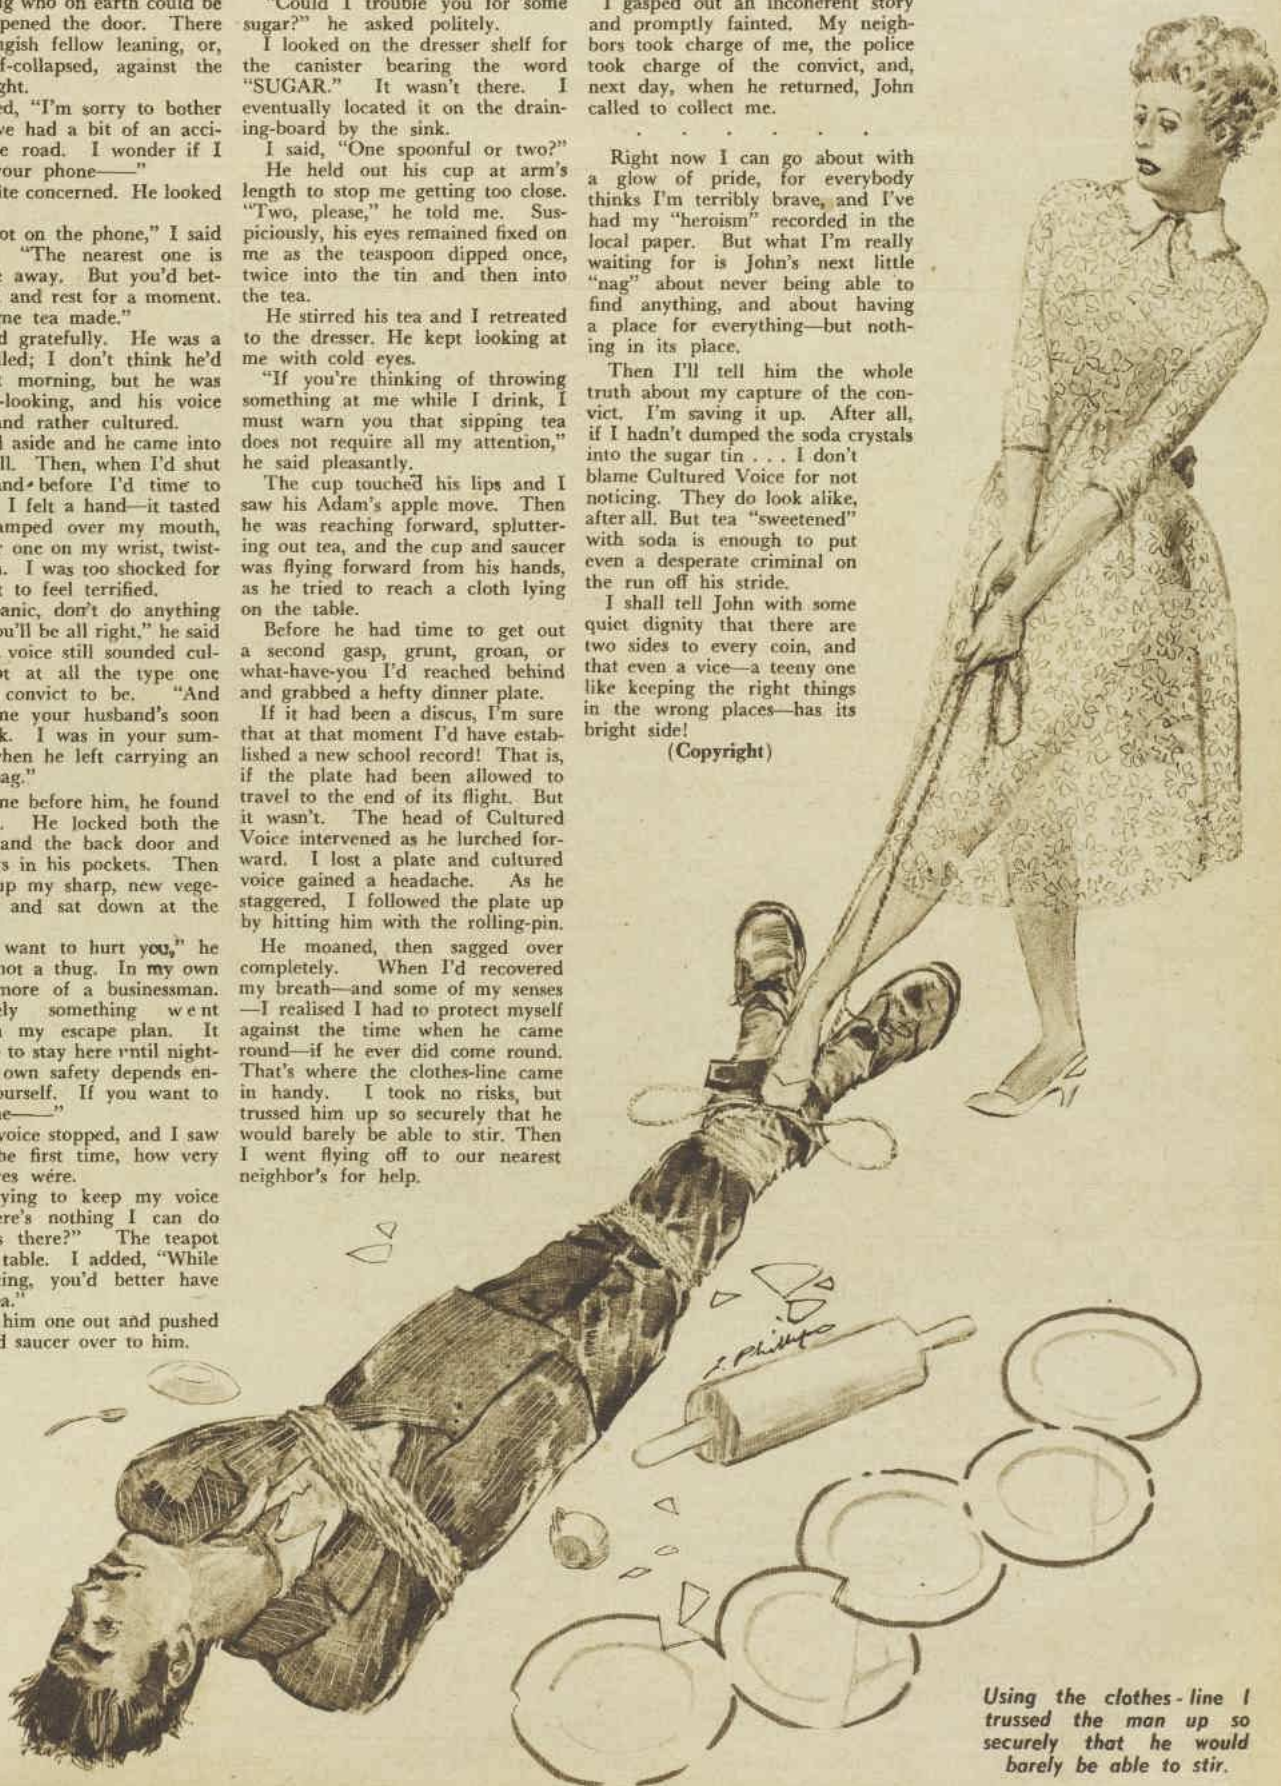 g who on earth could be
pened the door. There
ngish fellow leaning, or,
f-collapsed, against the
ght.
ed, "I'm sorry to bother
ve had a bit of an acci-
e road. I wonder if I
our phone——"
ite concerned. He looked
ot on the phone," I said
"The nearest one is
away. But you'd bet-
and rest for a moment.
me tea made."
d gratefully. He was a
led; I don't think he'd
morning, but he was
-looking, and his voice
and rather cultured.
l aside and he came into
ll. Then, when I'd shut
and before I'd time to
I felt a hand—it tasted
amped over my mouth,
r one on my wrist, twist-
. I was too shocked for
t to feel terrified.
anic, don't do anything
ou'll be all right," he said
voice still sounded cul-
ot at all the type one
convict to be. "And
me your husband's soon
k. I was in your sum-
when he left carrying an
ag."
me before him, he found
. He locked both the
and the back door and
s in his pockets. Then
up my sharp, new vege-
and sat down at the
want to hurt you," he
not a thug. In my own
more of a businessman.
ely something went
my escape plan. It
to stay here until night-
own safety depends en-
ourself. If you want to
e——"
voice stopped, and I saw
he first time, how very
yes were.
ying to keep my voice
ere's nothing I can do
s there?" The teapot
table. I added, "While
ing, you'd better have
a."
him one out and pushed
d saucer over to him.
"Could I trouble you for some
sugar?" he asked politely.
I looked on the dresser shelf for
the canister bearing the word
"SUGAR." It wasn't there. I
eventually located it on the drain-
ing-board by the sink.
I said, "One spoonful or two?"
He held out his cup at arm's
length to stop me getting too close.
"Two, please," he told me. Sus-
piciously, his eyes remained fixed on
me as the teaspoon dipped once,
twice into the tin and then into
the tea.
He stirred his tea and I retreated
to the dresser. He kept looking at
me with cold eyes.
"If you're thinking of throwing
something at me while I drink, I
must warn you that sipping tea
does not require all my attention,"
he said pleasantly.
The cup touched his lips and I
saw his Adam's apple move. Then
he was reaching forward, splutter-
ing out tea, and the cup and saucer
was flying forward from his hands,
as he tried to reach a cloth lying
on the table.
Before he had time to get out
a second gasp, grunt, groan, or
what-have-you I'd reached behind
and grabbed a hefty dinner plate.
If it had been a discus, I'm sure
that at that moment I'd have estab-
lished a new school record! That is,
if the plate had been allowed to
travel to the end of its flight. But
it wasn't. The head of Cultured
Voice intervened as he lurched for-
ward. I lost a plate and cultured
voice gained a headache. As he
staggered, I followed the plate up
by hitting him with the rolling-pin.
He moaned, then sagged over
completely. When I'd recovered
my breath—and some of my senses
—I realised I had to protect myself
against the time when he came
round—if he ever did come round.
That's where the clothes-line came
in handy. I took no risks, but
trussed him up so securely that he
would barely be able to stir. Then
I went flying off to our nearest
neighbor's for help.
I gasped out an incoherent story
and promptly fainted. My neigh-
bors took charge of me, the police
took charge of the convict, and,
next day, when he returned, John
called to collect me.
. . . . . .
Right now I can go about with
a glow of pride, for everybody
thinks I'm terribly brave, and I've
had my "heroism" recorded in the
local paper. But what I'm really
waiting for is John's next little
"nag" about never being able to
find anything, and about having
a place for everything—but noth-
ing in its place.
Then I'll tell him the whole
truth about my capture of the con-
vict. I'm saving it up. After all,
if I hadn't dumped the soda crystals
into the sugar tin . . . I don't
blame Cultured Voice for not
noticing. They do look alike,
after all. But tea "sweetened"
with soda is enough to put
even a desperate criminal on
the run off his stride.
I shall tell John with some
quiet dignity that there are
two sides to every coin, and
that even a vice—a teeny one
like keeping the right things
in the wrong places—has its
bright side!
(Copyright)
Phillips
Using the clothes-line I
trussed the man up so
securely that he would
barely be able to stir.